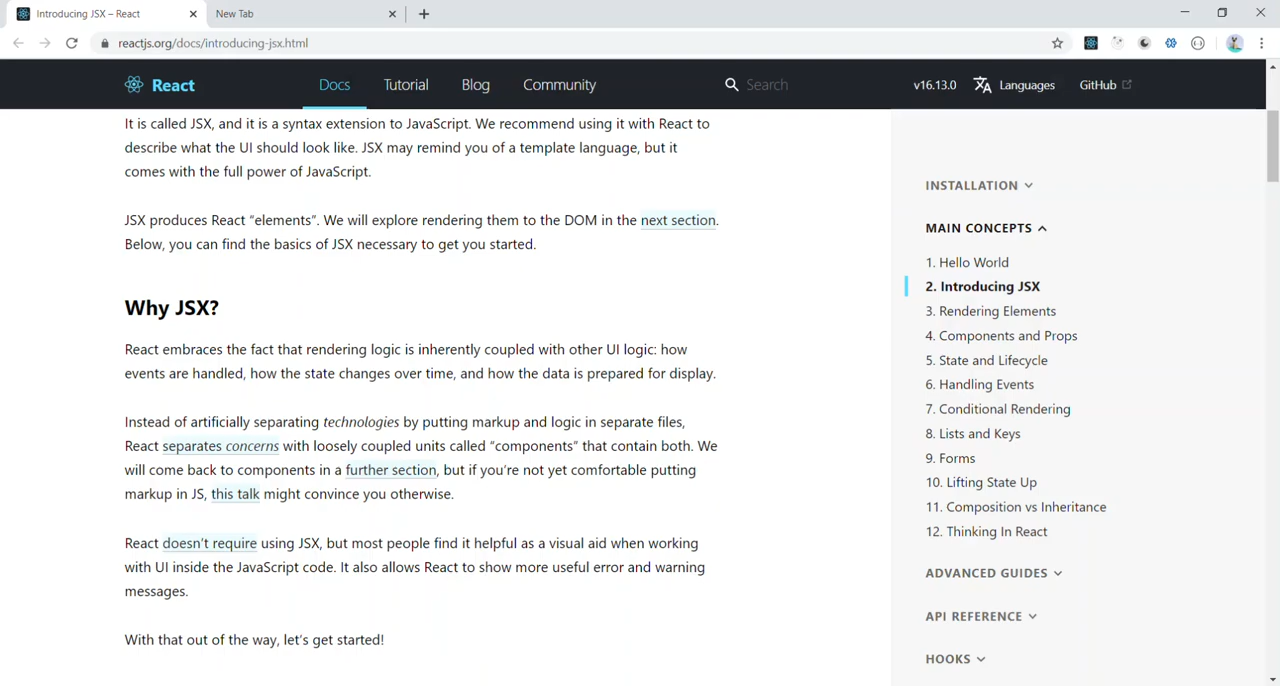 Introducing JSX – React
New Tab
reactjs.org/docs/introducing-jsx.html
React
Docs
Tutorial
Blog
Community
Search
v16.13.0
Languages
GitHub
It is called JSX, and it is a syntax extension to JavaScript. We recommend using it with React to
describe what the UI should look like. JSX may remind you of a template language, but it
comes with the full power of JavaScript.
JSX produces React “elements”. We will explore rendering them to the DOM in the next section.
Below, you can find the basics of JSX necessary to get you started.
Why JSX?
React embraces the fact that rendering logic is inherently coupled with other UI logic: how
events are handled, how the state changes over time, and how the data is prepared for display.
Instead of artificially separating technologies by putting markup and logic in separate files,
React separates concerns with loosely coupled units called “components” that contain both. We
will come back to components in a further section, but if you’re not yet comfortable putting
markup in JS, this talk might convince you otherwise.
React doesn’t require using JSX, but most people find it helpful as a visual aid when working
with UI inside the JavaScript code. It also allows React to show more useful error and warning
messages.
With that out of the way, let’s get started!
INSTALLATION
MAIN CONCEPTS
1. Hello World
2. Introducing JSX
3. Rendering Elements
4. Components and Props
5. State and Lifecycle
6. Handling Events
7. Conditional Rendering
8. Lists and Keys
9. Forms
10. Lifting State Up
11. Composition vs Inheritance
12. Thinking In React
ADVANCED GUIDES
API REFERENCE
HOOKS